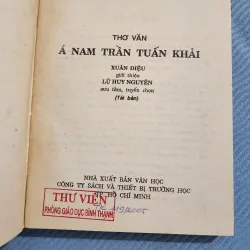 THƠ VĂN
Á NAM TRẦN TUẤN KHẢI
XUÂN DIỆU
giới thiệu
LỮ HUY NGUYÊN
sưu tầm, tuyển chọn
(Tái bản)
NHÀ XUẤT BẢN VĂN HỌC
CÔNG TY SÁCH VÀ THIẾT BỊ TRƯỜNG HỌC
TP. HỒ CHÍ MINH
THƯ VIỆN
PHÒNG GIÁO DỤC BÌNH THẠNH